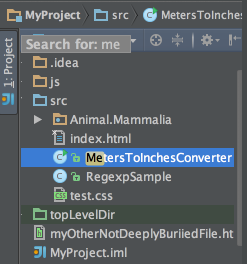 MyProject src MetersToInches
Search for: me
1: Project
.idea
js
src
Animal.Mammalia
index.html
MetersToInchesConverter
RegexpSample
test.css
topLevelDir
myOtherNotDeeplyBuriiedFile.ht
MyProject.iml